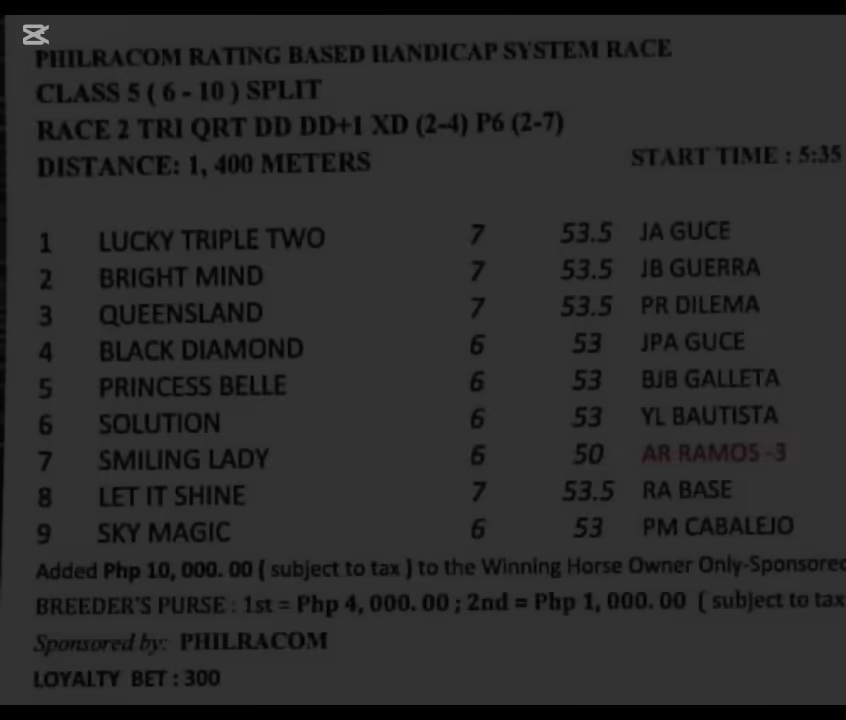 PHILRACOM RATING BASED HANDICAP SYSTEM RACE
CLASS 5 ( 6 - 10 ) SPLIT
RACE 2 TRI QRT DD DD+1 XD (2-4) P6 (2-7)
DISTANCE: 1, 400 METERS START TIME : 5:35
1 LUCKY TRIPLE TWO 7 53.5 JA GUCE
2 BRIGHT MIND 7 53.5 JB GUERRA
3 QUEENSLAND 7 53.5 PR DILEMA
4 BLACK DIAMOND 6 53 JPA GUCE
5 PRINCESS BELLE 6 53 BJB GALLETA
6 SOLUTION 6 53 YL BAUTISTA
7 SMILING LADY 6 50 AR RAMOS -3
8 LET IT SHINE 7 53.5 RA BASE
9 SKY MAGIC 6 53 PM CABALEJO
Added Php 10, 000. 00 ( subject to tax ) to the Winning Horse Owner Only-Sponsored
BREEDER'S PURSE : 1st = Php 4, 000. 00 ; 2nd = Php 1, 000. 00 ( subject to tax
Sponsored by: PHILRACOM
LOYALTY BET : 300